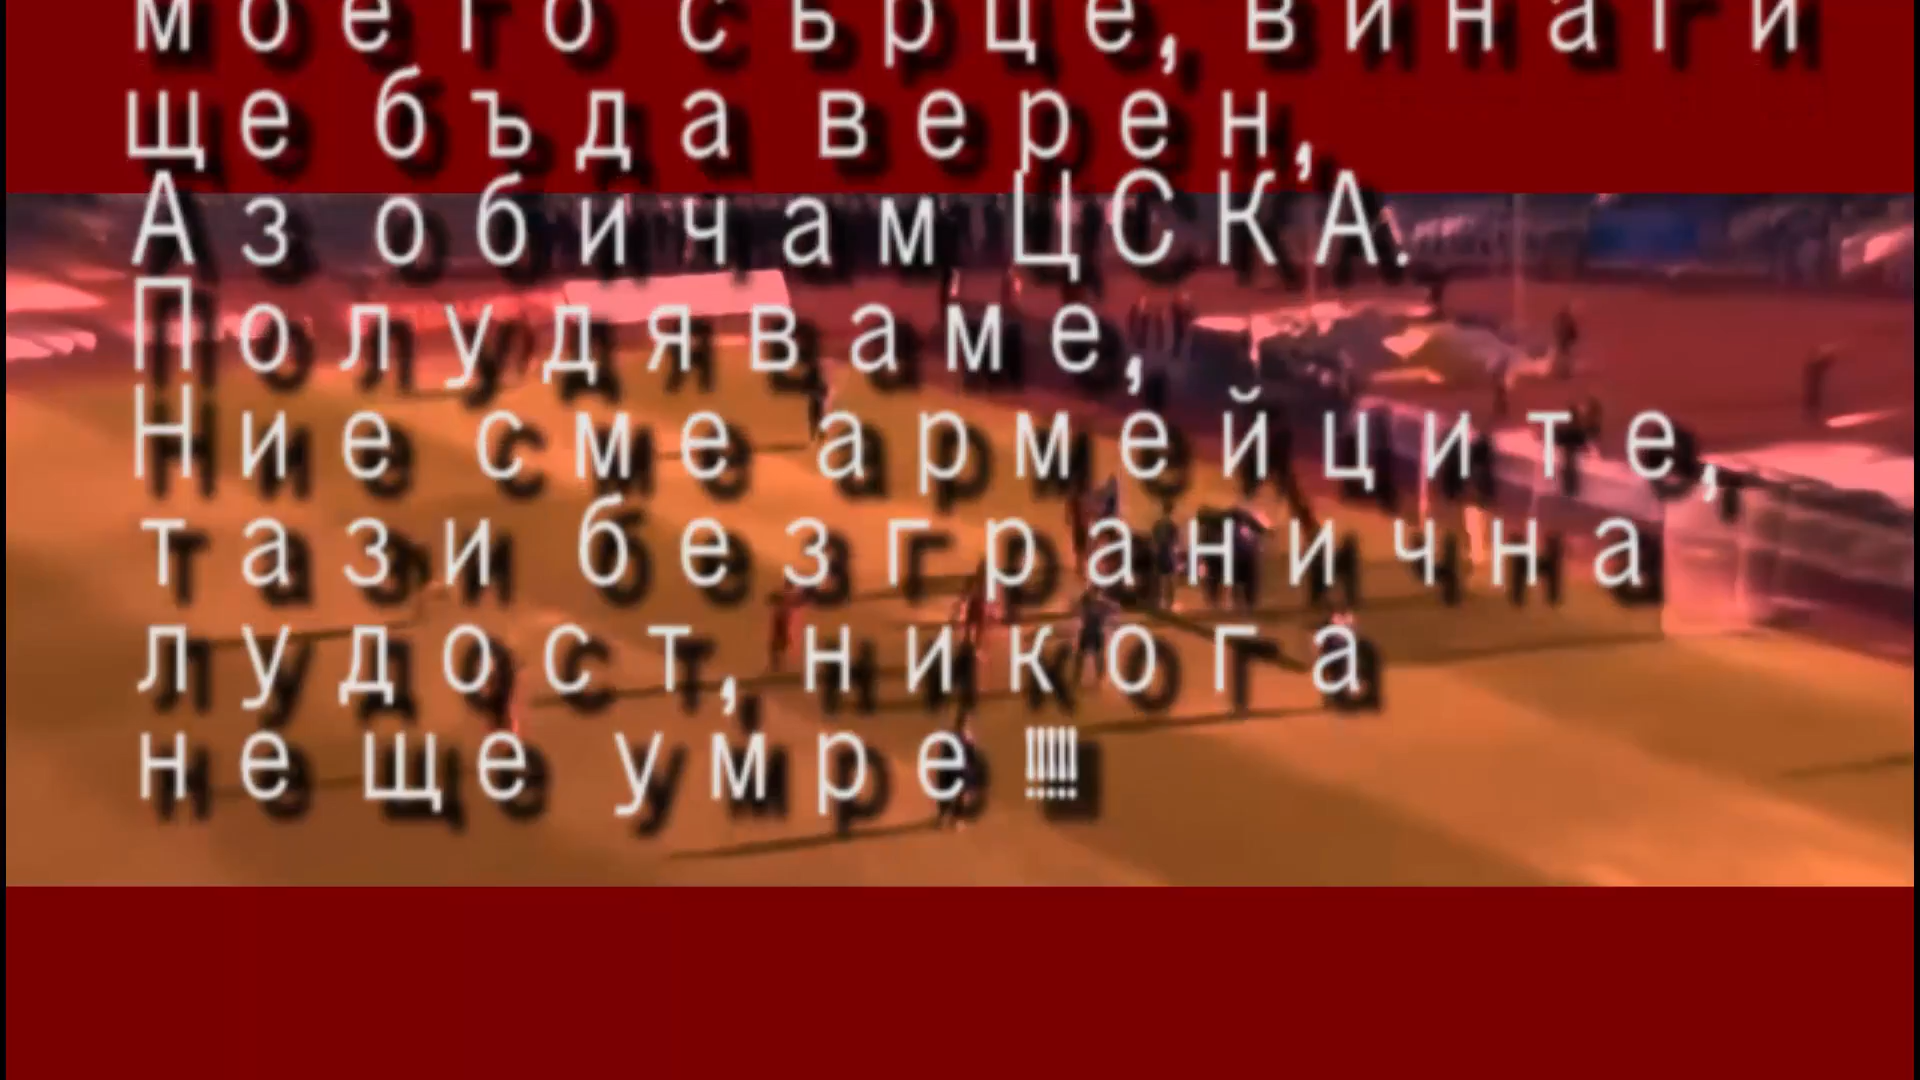 моего сърце, винаги
ще бъда верен,
Аз обичам ЦСКА.
Полудяваме,
Ние сме армейците,
тази безгранична
лудост, никога
не ще умре !!!!!